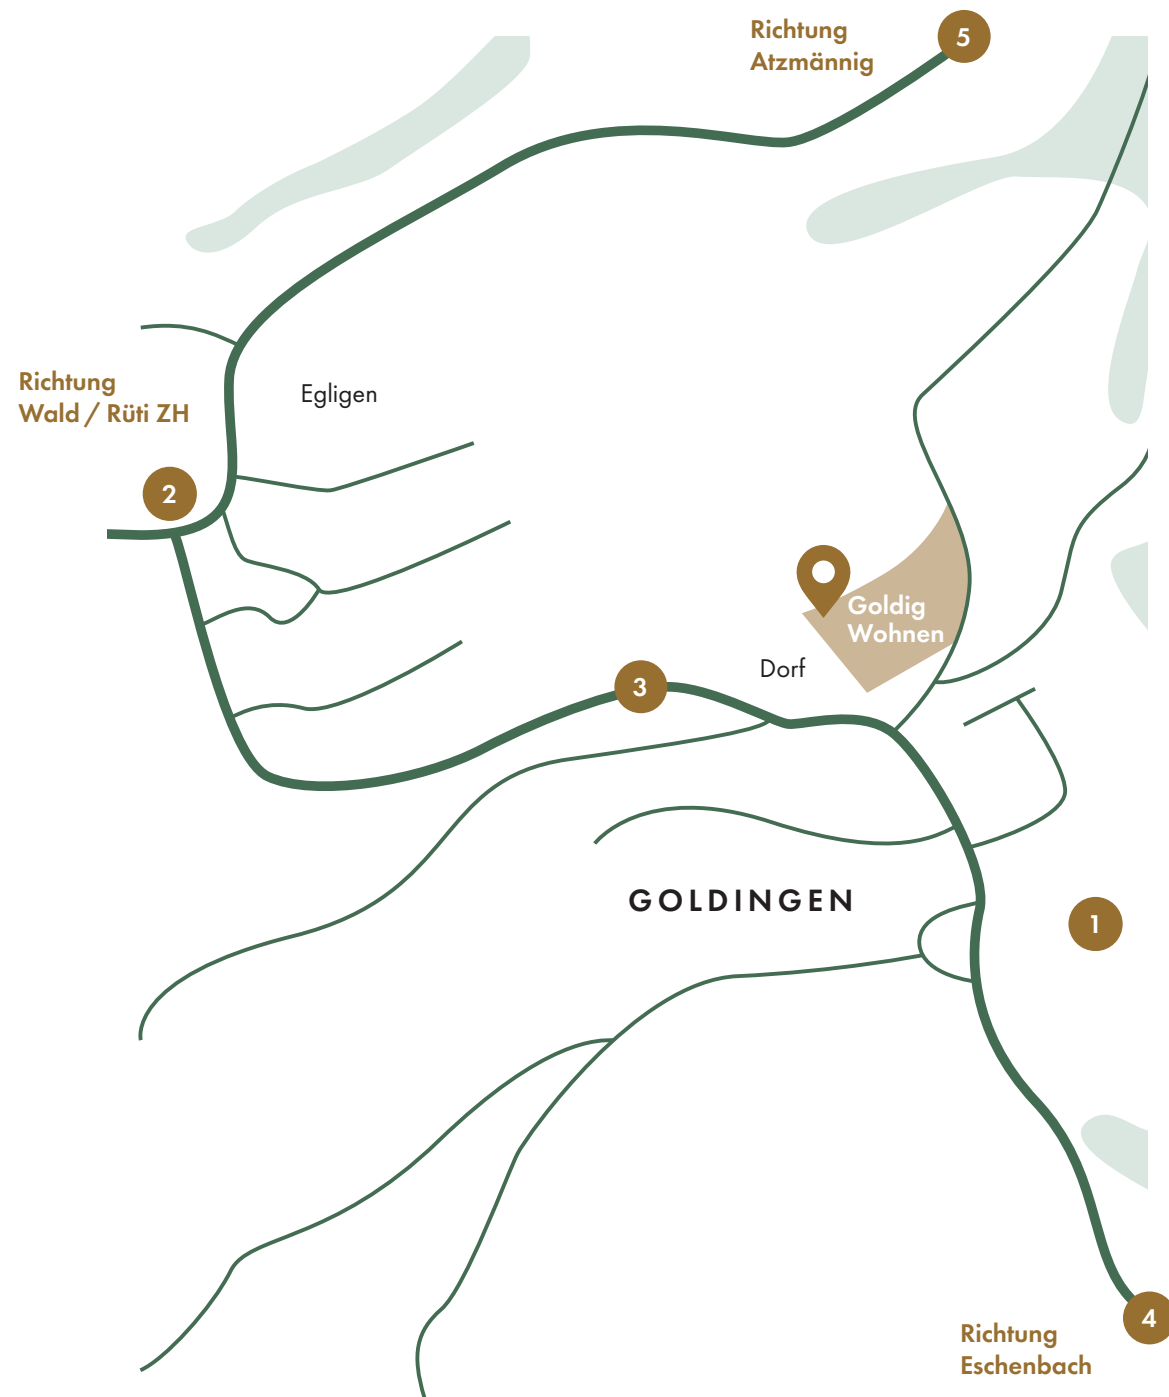 Richtung
Atzmännig
5
Richtung
Wald / Rüti ZH
Egligen
2
Goldig
Wohnen
Dorf
3
GOLDINGEN
1
4
Richtung
Eschenbach